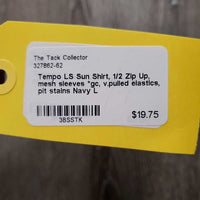 The Tack Collector
327862-62
Tempo LS Sun Shirt, 1/2 Zip Up,
mesh sleeves *gc, v.pulled elastics,
pit stains Navy L
$19.75
3BSSTK